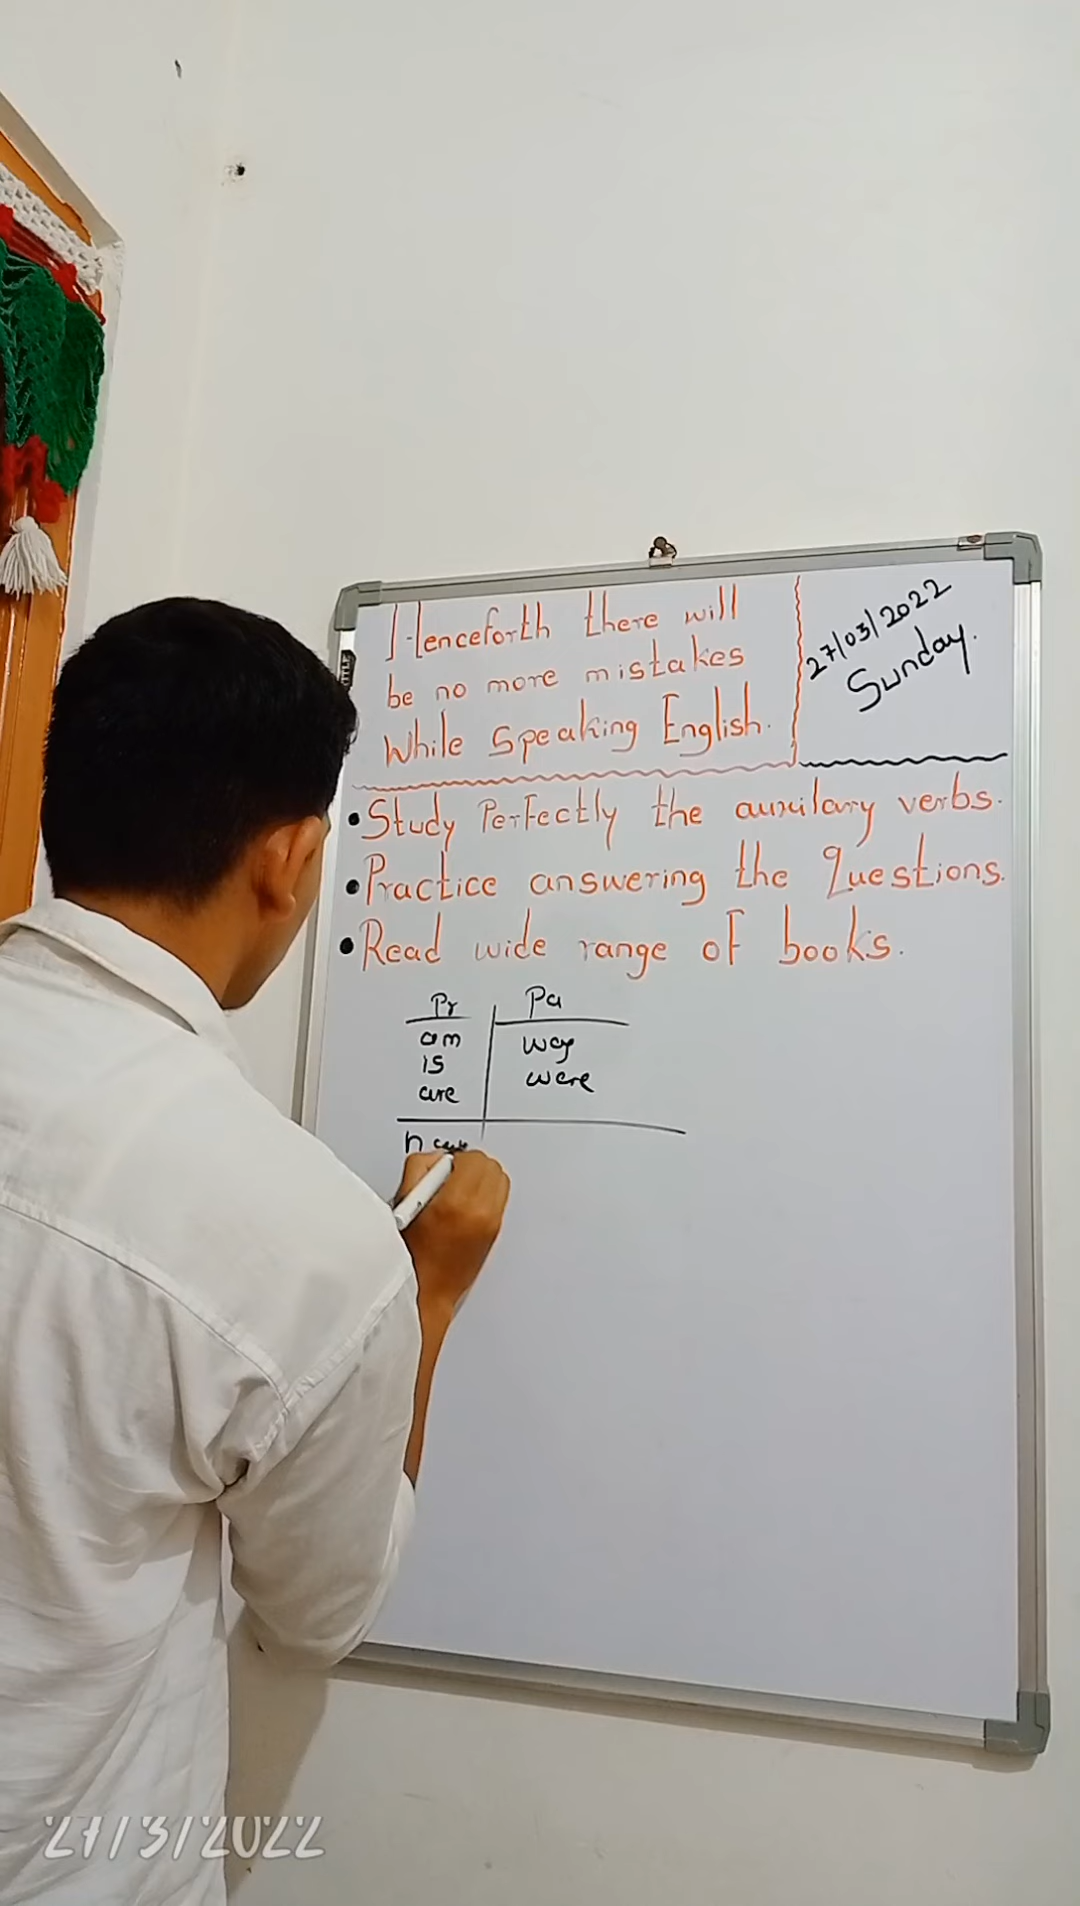 Henceforth there will
be no more mistakes
While Speaking English.
27/03/2022
Sunday.
• Study Perfectly the auxilary verbs.
• Practice answering the Questions.
• Read wide range of books.
Pr Pa
am was
is were
are
27/3/2022